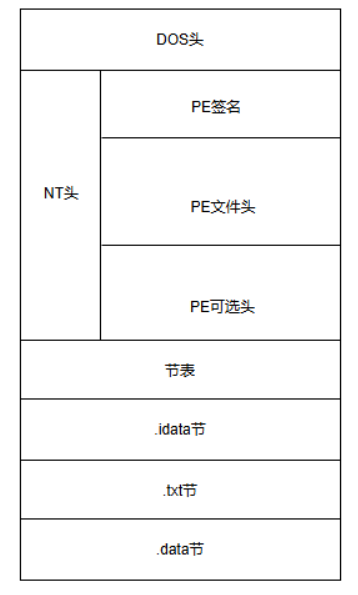 DOS头
PE签名
NT头
PE文件头
PE可选头
节表
.idata节
.txt节
.data节